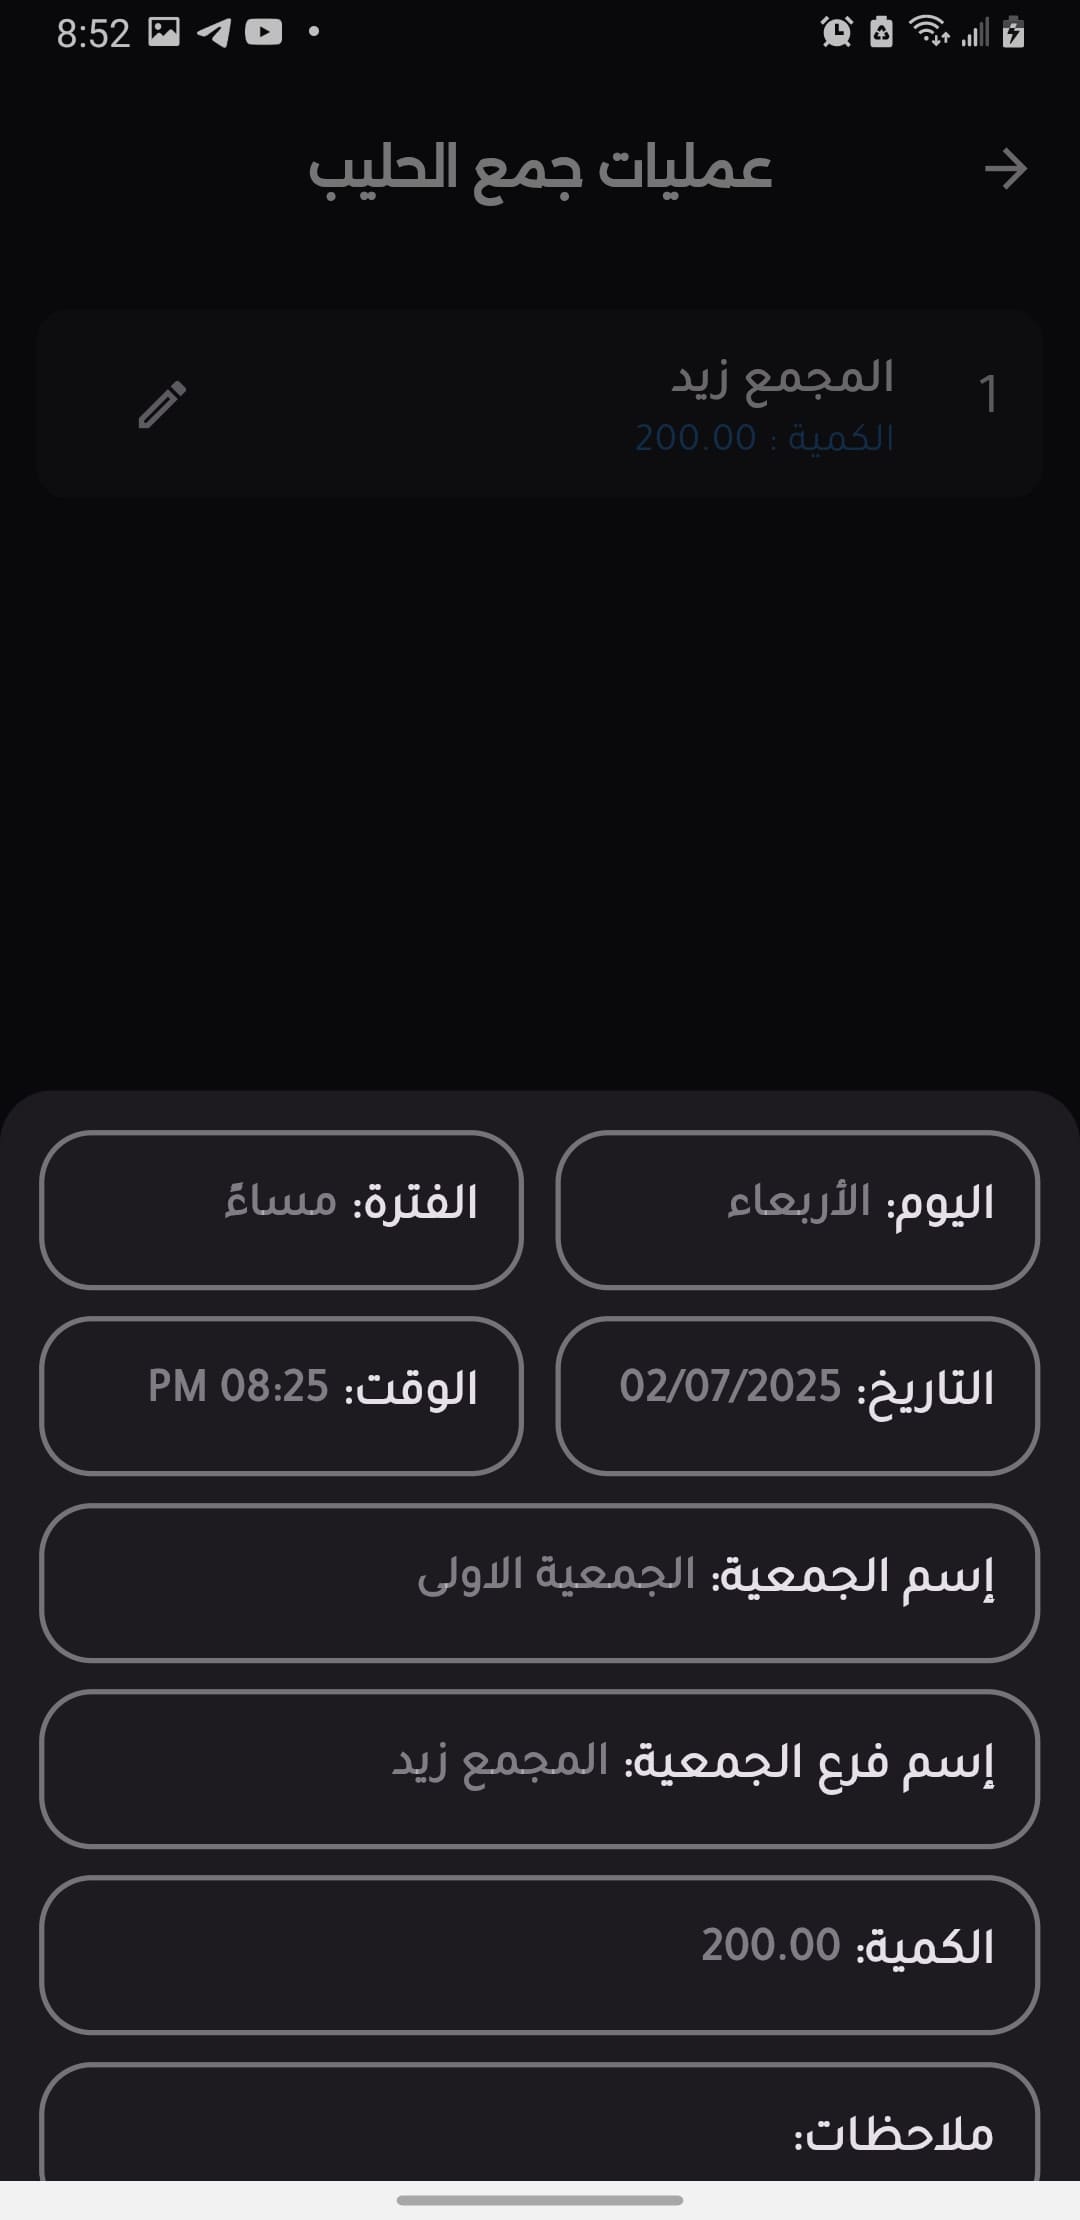 8:52
عمليات جمع الحليب
1
المجمع زيد
الكمية : 200.00
اليوم: الأربعاء
الفترة: مساءً
التاريخ: 02/07/2025
الوقت: 08:25 PM
إسم الجمعية: الجمعية الاولى
إسم فرع الجمعية: المجمع زيد
الكمية: 200.00
ملاحظات: